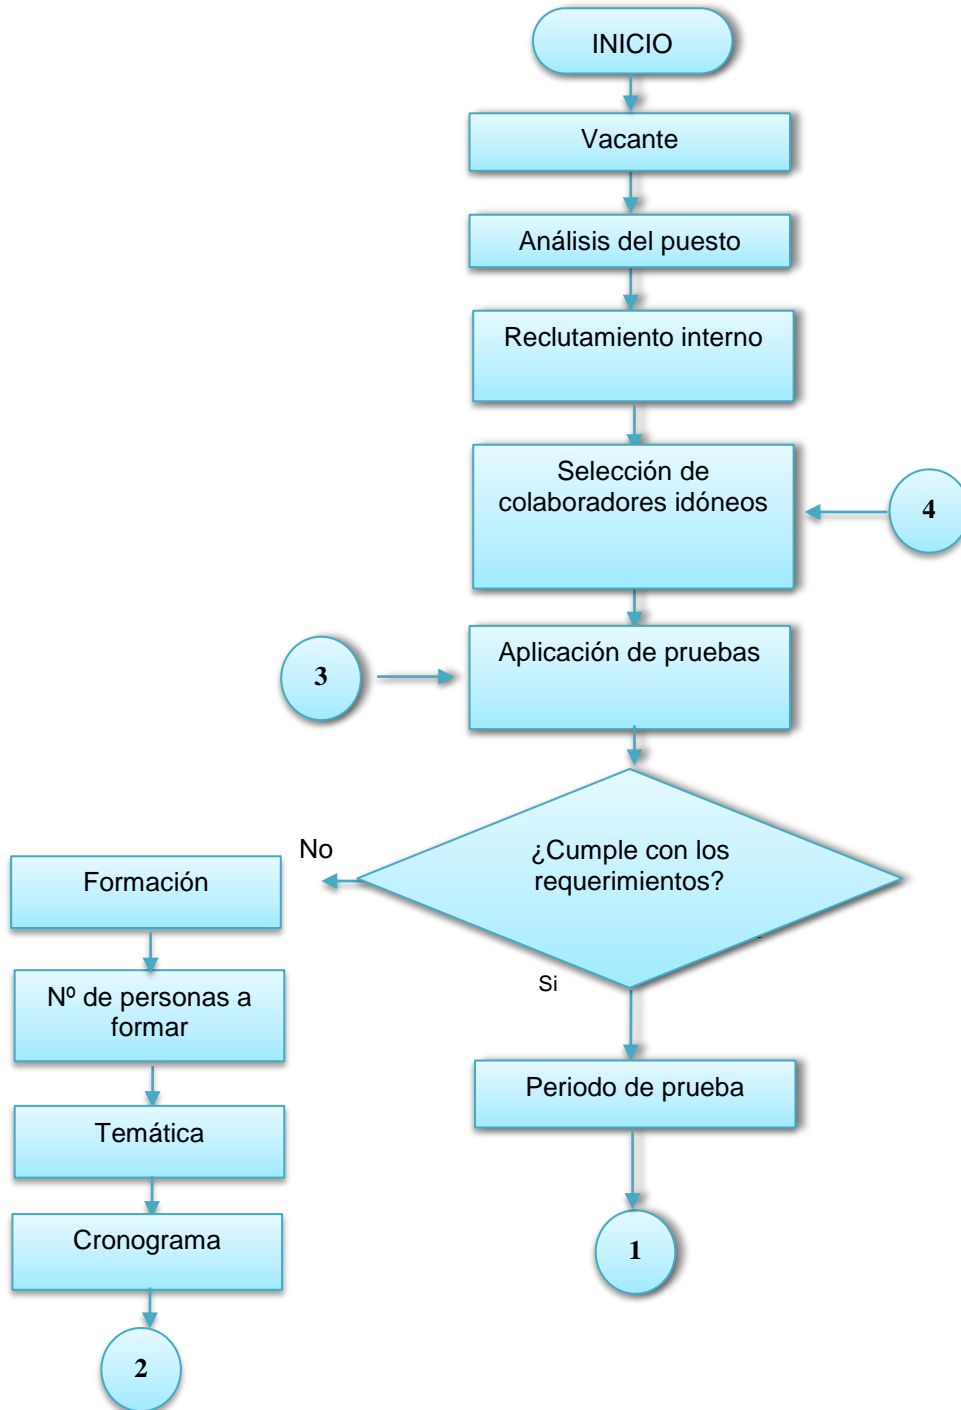 INICIO
Vacante
Análisis del puesto
Reclutamiento interno
Selección de
colaboradores idóneos
4
Aplicación de pruebas
3
¿Cumple con los
requerimientos?
No
Si
Formación
Nº de personas a
formar
Temática
Cronograma
2
Periodo de prueba
1